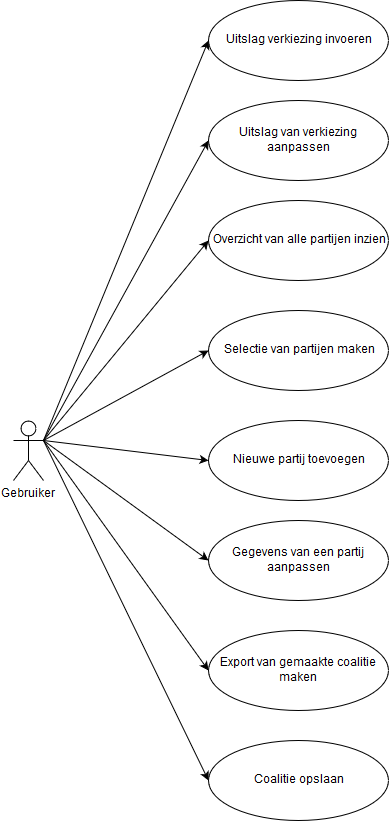 Uitslag verkiezing invoeren
Uitslag van verkiezing
aanpassen
Overzicht van alle partijen inzien
Selectie van partijen maken
Gebruiker
Nieuwe partij toevoegen
Gegevens van een partij
aanpassen
Export van gemaakte coalitie
maken
Coalitie opslaan